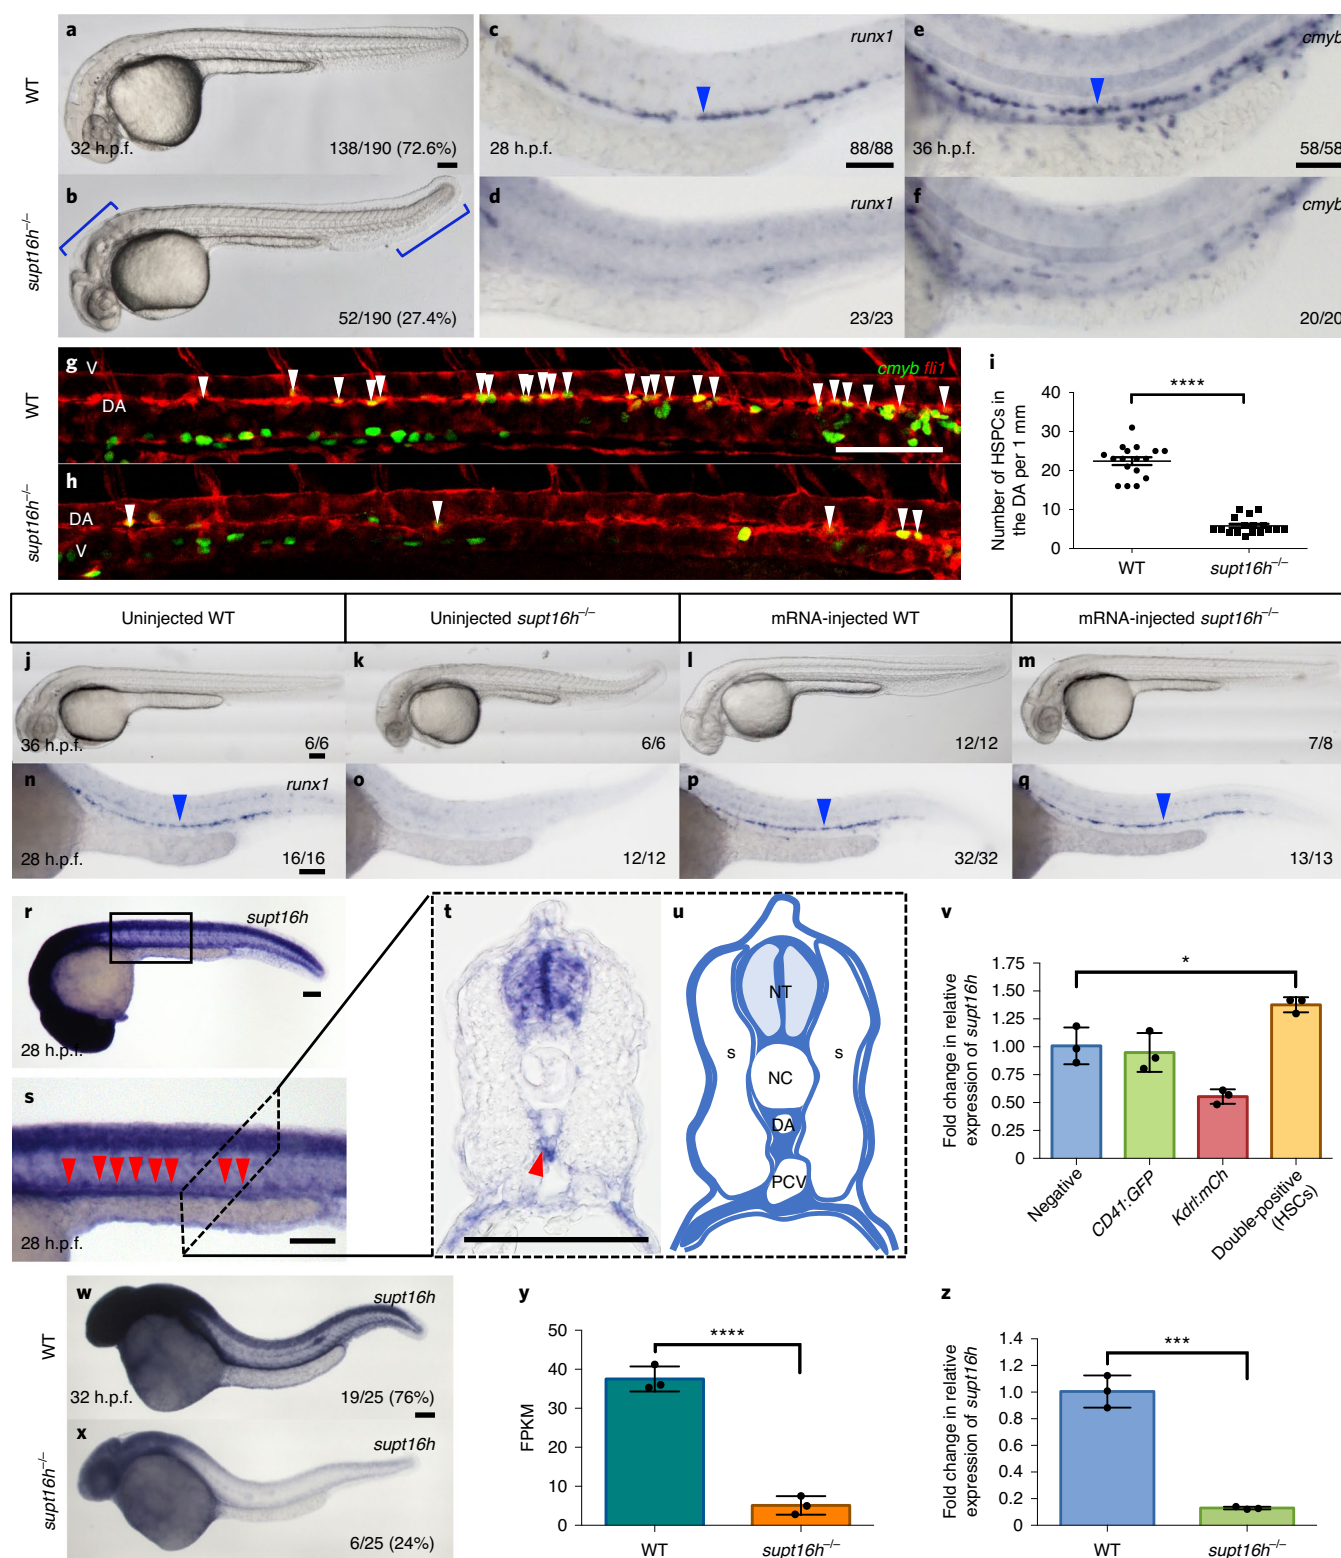 a
WT
32 h.p.f.
138/190 (72.6%)
b
supt16h−/−
52/190 (27.4%)
c
runx1
28 h.p.f.
88/88
d
runx1
23/23
e
cmyb
36 h.p.f.
58/58
f
cmyb
20/20
g
V
cmyb fli1
WT
DA
h
supt16h−/−
DA
V
i
****
Number of HSPCs in
the DA per 1 mm
40
30
20
10
0
WT
supt16h−/−
Uninjected WT
Uninjected supt16h−/−
mRNA-injected WT
mRNA-injected supt16h−/−
j
36 h.p.f.
6/6
k
6/6
l
12/12
m
7/8
n
runx1
28 h.p.f.
16/16
o
12/12
p
32/32
q
13/13
r
supt16h
28 h.p.f.
s
28 h.p.f.
t
u
NT
s
s
NC
DA
PCV
v
*
Fold change in relative
expression of supt16h
1.75
1.50
1.25
1.00
0.75
0.50
0.25
0
Negative
CD41:GFP
Kdrl:mCh
Double-positive
(HSCs)
w
supt16h
WT
32 h.p.f.
19/25 (76%)
x
supt16h
supt16h−/−
6/25 (24%)
y
****
FPKM
50
40
30
20
10
0
WT
supt16h−/−
z
***
Fold change in relative
expression of supt16h
1.4
1.2
1.0
0.8
0.6
0.4
0.2
0
WT
supt16h−/−